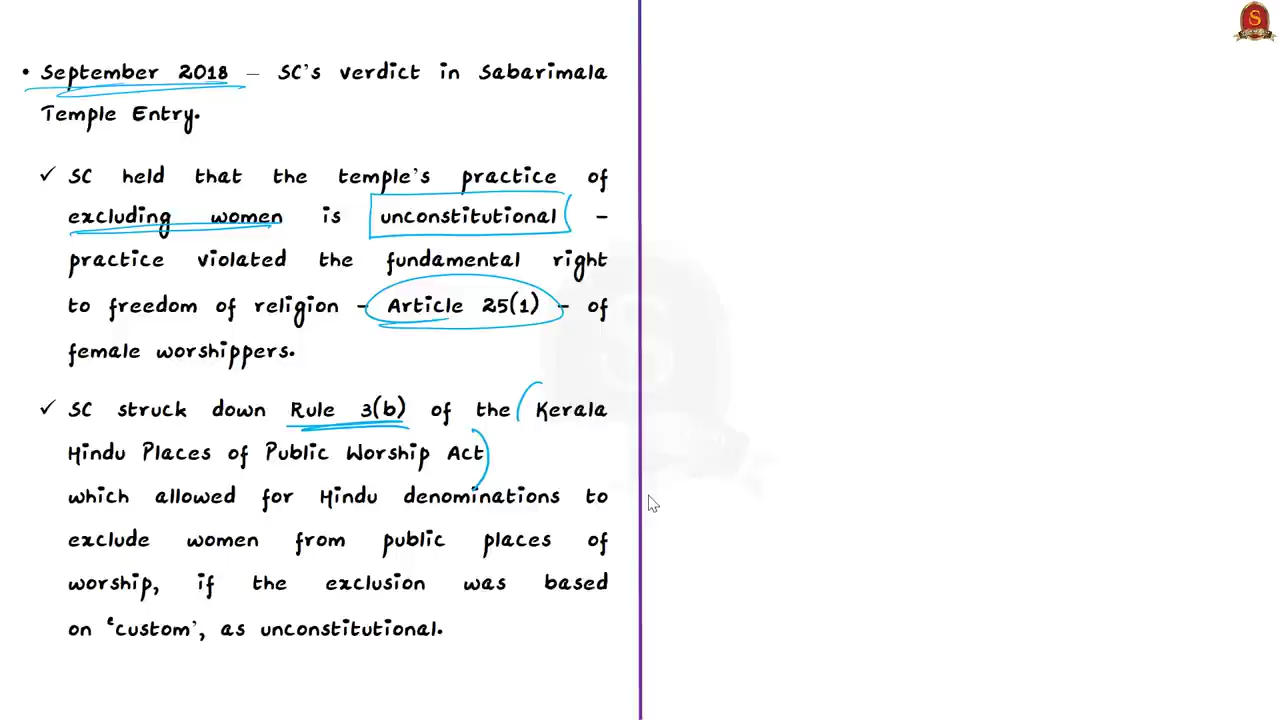 • September 2018 – SC's verdict in Sabarimala
Temple Entry.
✓ SC held that the temple's practice of
excluding women is unconstitutional –
practice violated the fundamental right
to freedom of religion - Article 25(1) - of
female worshippers.
✓ SC struck down Rule 3(b) of the Kerala
Hindu Places of Public Worship Act
which allowed for Hindu denominations to
exclude women from public places of
worship, if the exclusion was based
on 'custom', as unconstitutional.
S